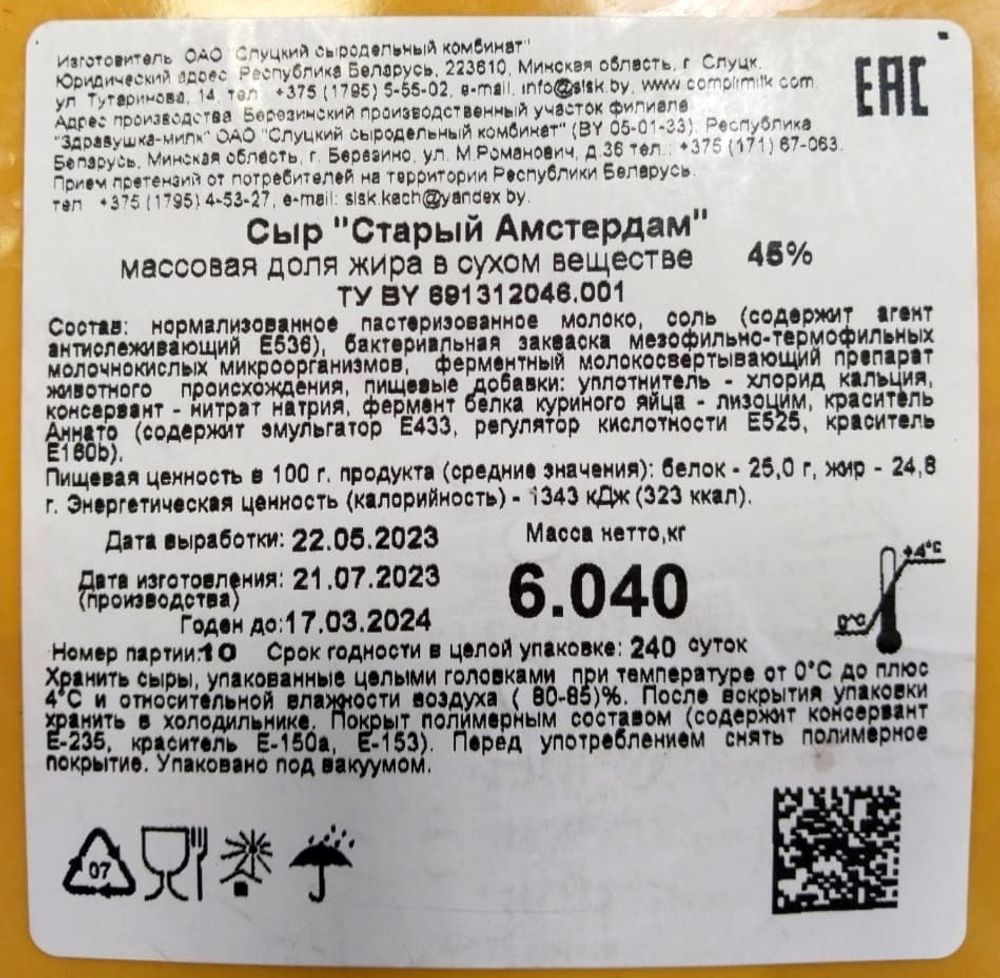 Изготовитель ОАО "Слуцкий сыродельный комбинат"
Юридический адрес Республика Беларусь, 223610, Минская область, г Слуцк,
ул Тутаринова, 14, тел +375 (1795) 5-55-02, e-mail, info@slsk.by, www complimilk com.
Адрес производства Березинский производственный участок филиала
"Здравушка-милк" ОАО "Слуцкий сыродельный комбинат" (BY 05-01-33), Республика
Беларусь, Минская область, г. Березино, ул. М.Романович, д.36 тел.: +375 (171) 67-063.
Прием претензий от потребителей на территории Республики Беларусь.
тел +375 (1795) 4-53-27, e-mail: slsk.kach@yandex by.
EAC
Сыр "Старый Амстердам"
массовая доля жира в сухом веществе 45%
ТУ BY 691312046.001
Состав: нормализованное пастеризованное молоко, соль (содержит агент
антислеживающий Е536), бактериальная закваска мезофильно-термофильных
молочнокислых микроорганизмов, ферментный молокосвертывающий препарат
животного происхождения, пищевые добавки: уплотнитель - хлорид кальция,
консервант - нитрат натрия, фермент белка куриного яйца - лизоцим, краситель
Аннато (содержит эмульгатор Е433, регулятор кислотности Е525, краситель
Е160b).
Пищевая ценность в 100 г. продукта (средние значения): белок - 25,0 г, жир - 24,8
г. Энергетическая ценность (калорийность) - 1343 кДж (323 ккал).
Дата выработки: 22.05.2023
Масса нетто,кг
Дата изготовления: 21.07.2023
(производства)
6.040
+4°C
0°C
Годен до:17.03.2024
Номер партии:10 Срок годности в целой упаковке: 240 суток
Хранить сыры, упакованные целыми головками при температуре от 0°С до плюс
4°С и относительной влажности воздуха ( 80-85)%. После вскрытия упаковки
хранить в холодильнике. Покрыт полимерным составом (содержит консервант
Е-235, краситель Е-150а, Е-153). Перед употреблением снять полимерное
покрытие. Упаковано под вакуумом.
07